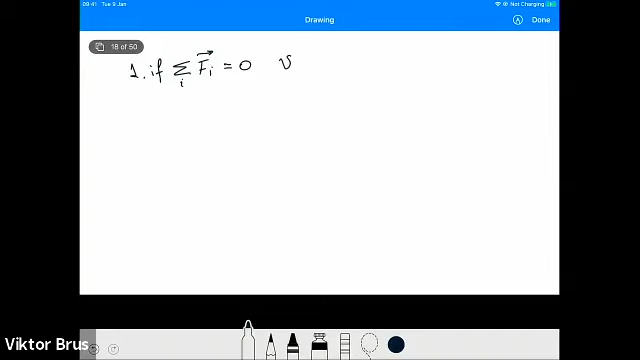 09:41 Tue 9 Jan
Not Charging
Drawing
Done
18 of 50
1. if ∑ᵢ F⃗ᵢ = 0 υ
Viktor Brus